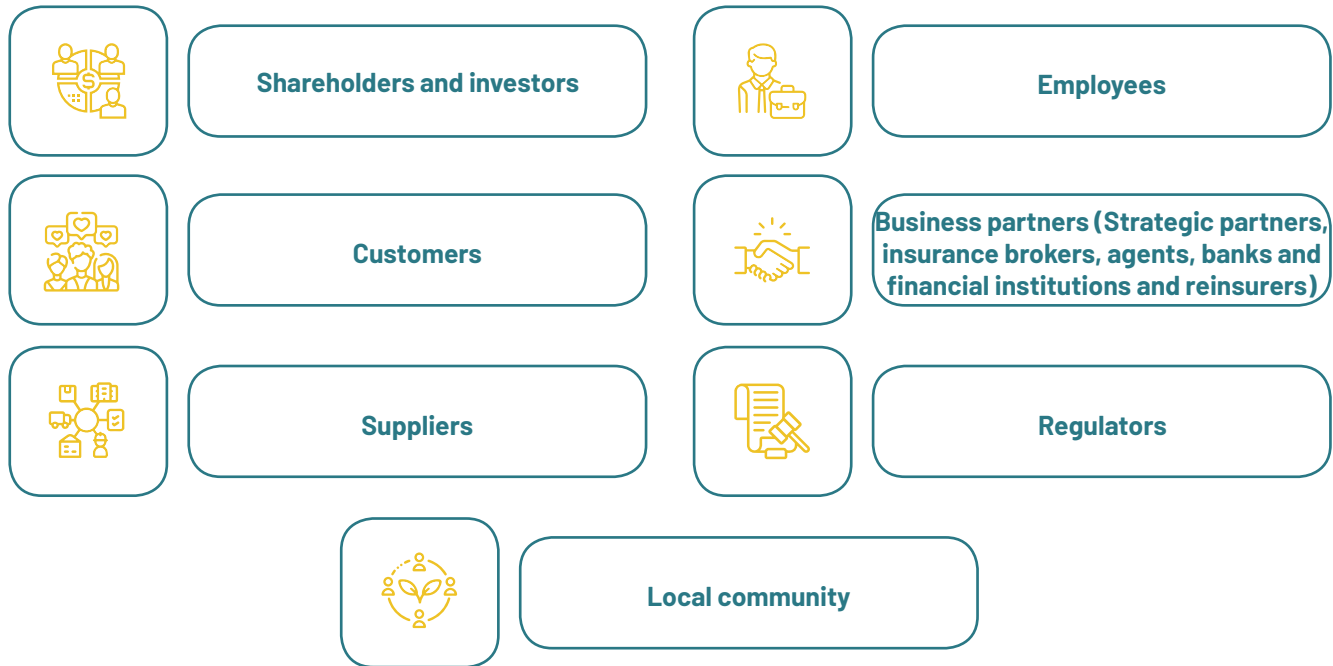 Shareholders and investors
Employees
Customers
Business partners (Strategic partners,
insurance brokers, agents, banks and
financial institutions and reinsurers)
Suppliers
Regulators
Local community